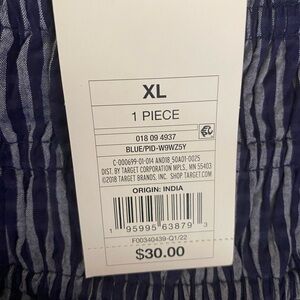 XL
1 PIECE
018 09 4937
BLUE/PID-W9WZ5Y
C-000699-01-014 AND18_50A01-0025
DIST. BY TARGET CORPORATION MPLS., MN 55403
©2018 TARGET BRANDS, INC. SHOP TARGET.COM
ORIGIN: INDIA
1 95995 63879 3
F00340439-Q1/22
$30.00